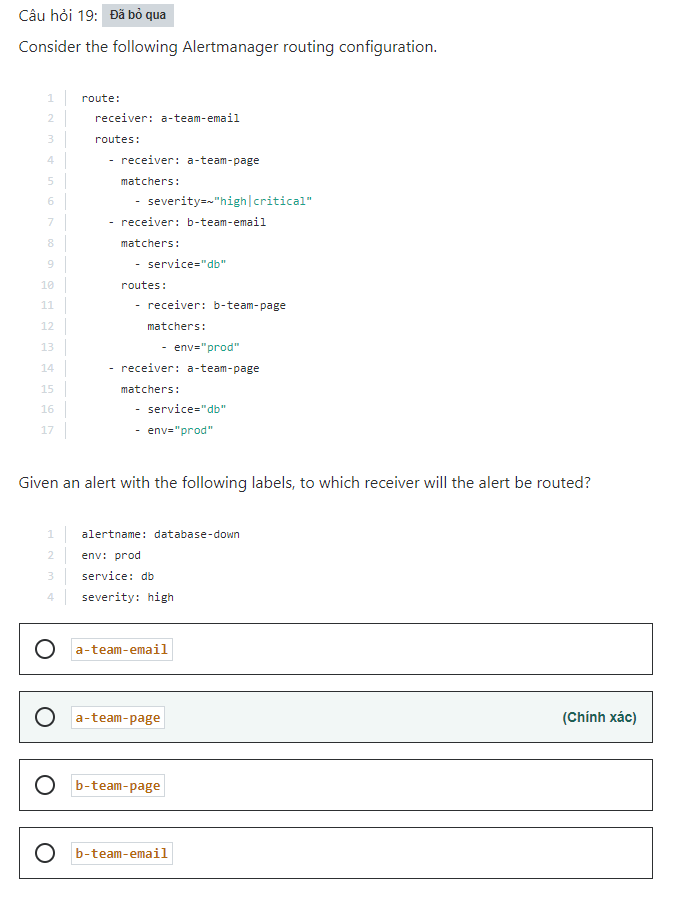 Câu hỏi 19: Đã bỏ qua
Consider the following Alertmanager routing configuration.
1 route:
2   receiver: a-team-email
3   routes:
4     - receiver: a-team-page
5       matchers:
6         - severity=~"high|critical"
7     - receiver: b-team-email
8       matchers:
9         - service="db"
10       routes:
11         - receiver: b-team-page
12           matchers:
13             - env="prod"
14     - receiver: a-team-page
15       matchers:
16         - service="db"
17         - env="prod"
Given an alert with the following labels, to which receiver will the alert be routed?
1 alertname: database-down
2 env: prod
3 service: db
4 severity: high
a-team-email
a-team-page (Chính xác)
b-team-page
b-team-email